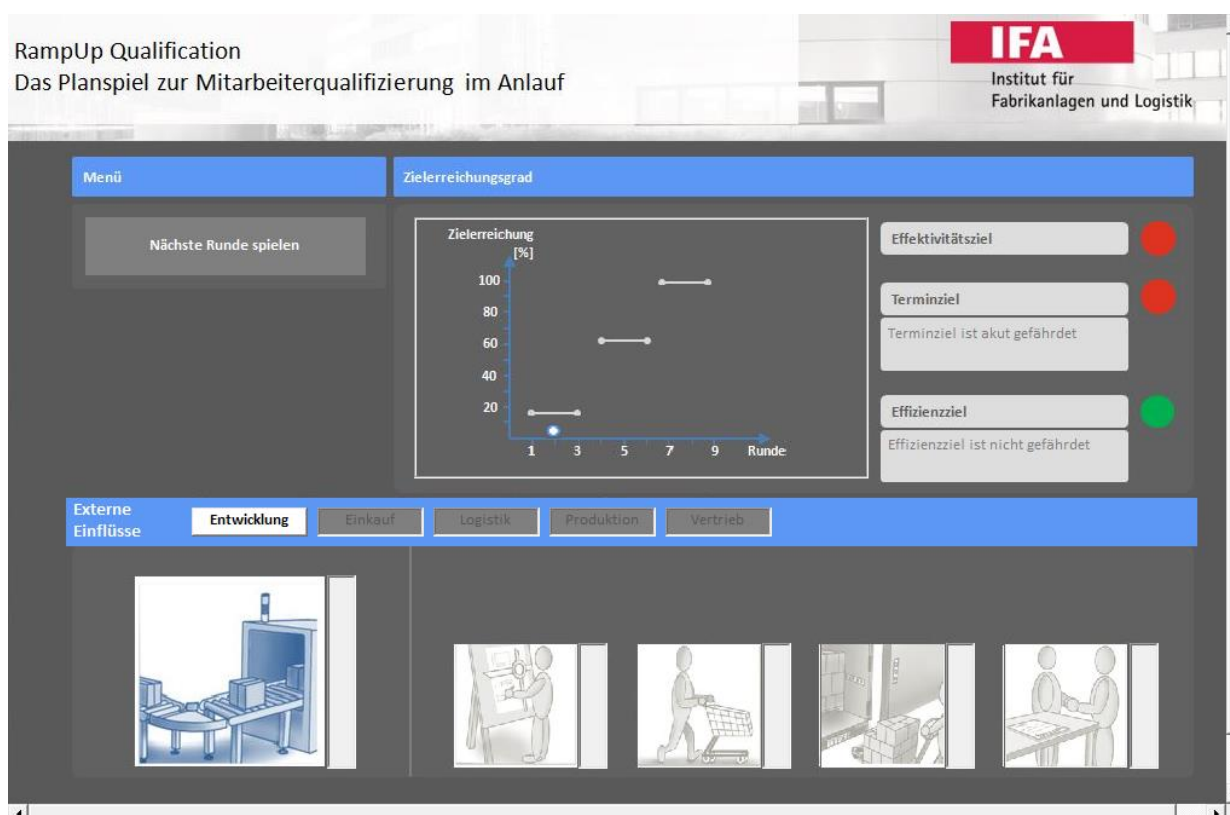 RampUp Qualification
Das Planspiel zur Mitarbeiterqualifizierung im Anlauf
IFA
Institut für
Fabrikanlagen und Logistik
Menü
Zielerreichungsgrad
Nächste Runde spielen
Zielerreichung
[%]
100
80
60
40
20
1 3 5 7 9 Runde
Effektivitätsziel
Terminziel
Terminziel ist akut gefährdet
Effizienzziel
Effizienzziel ist nicht gefährdet
Externe
Einflüsse
Entwicklung Einkauf Logistik Produktion Vertrieb